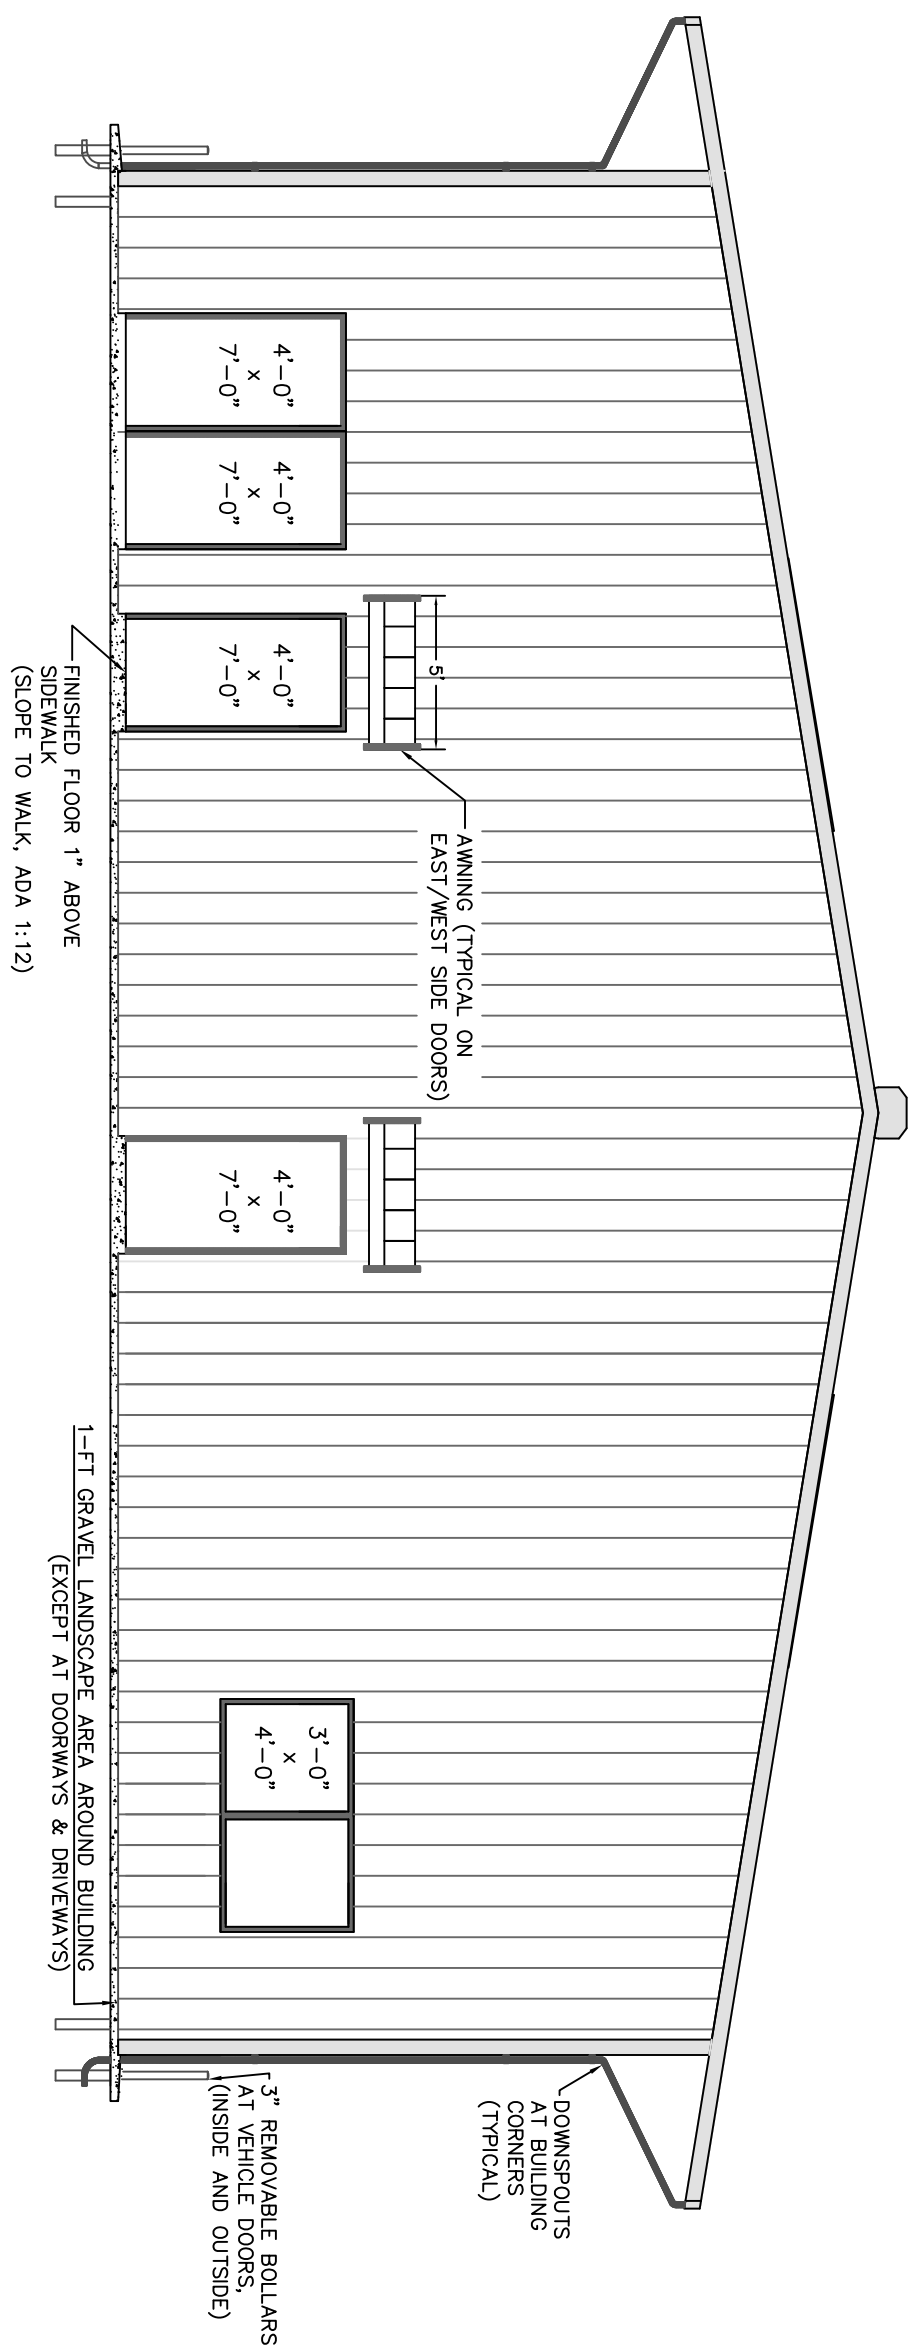 4'-0"
x
7'-0"
4'-0"
x
7'-0"
4'-0"
x
7'-0"
5'
AWNING (TYPICAL ON
EAST/WEST SIDE DOORS)
4'-0"
x
7'-0"
3'-0"
x
4'-0"
DOWNSPOUTS
AT BUILDING
CORNERS
(TYPICAL)
3" REMOVABLE BOLLARS
AT VEHICLE DOORS,
(INSIDE AND OUTSIDE)
FINISHED FLOOR 1" ABOVE
SIDEWALK
(SLOPE TO WALK, ADA 1:12)
1-FT GRAVEL LANDSCAPE AREA AROUND BUILDING
(EXCEPT AT DOORWAYS & DRIVEWAYS)